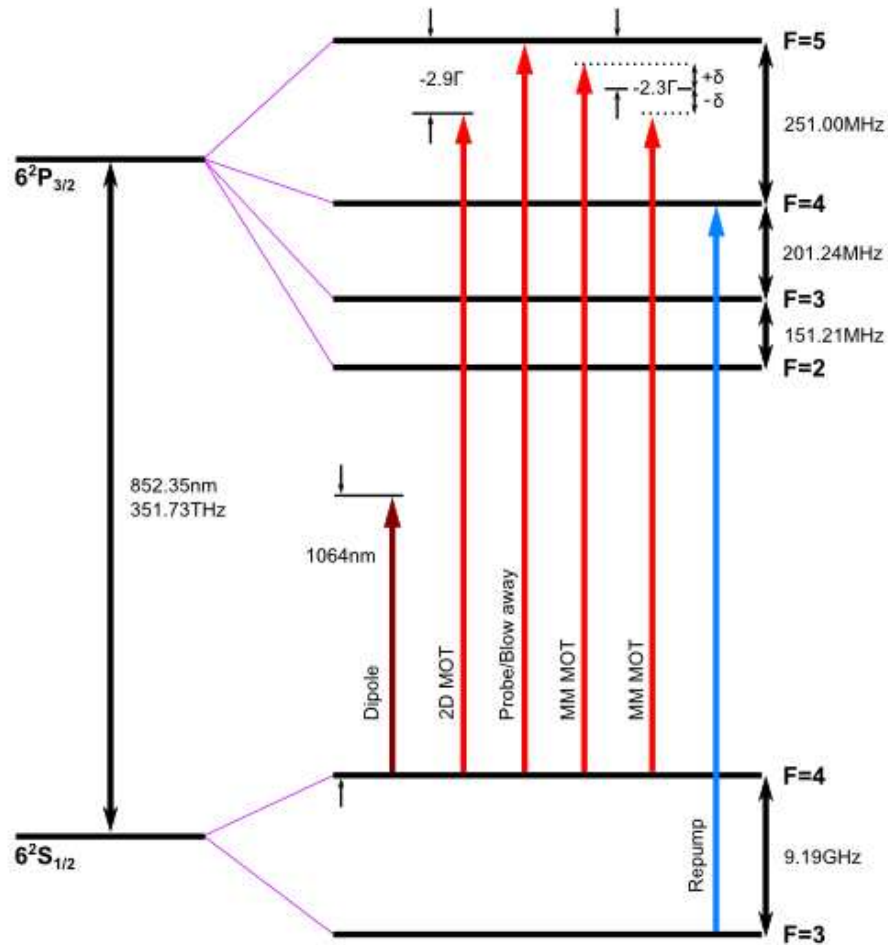 F=5
-2.9Γ
+δ
-2.3Γ
-δ
251.00MHz
6²P₃/₂
F=4
201.24MHz
F=3
151.21MHz
F=2
852.35nm
351.73THz
1064nm
Dipole
2D MOT
Probe/Blow away
MM MOT
MM MOT
Repump
F=4
6²S₁/₂
9.19GHz
F=3